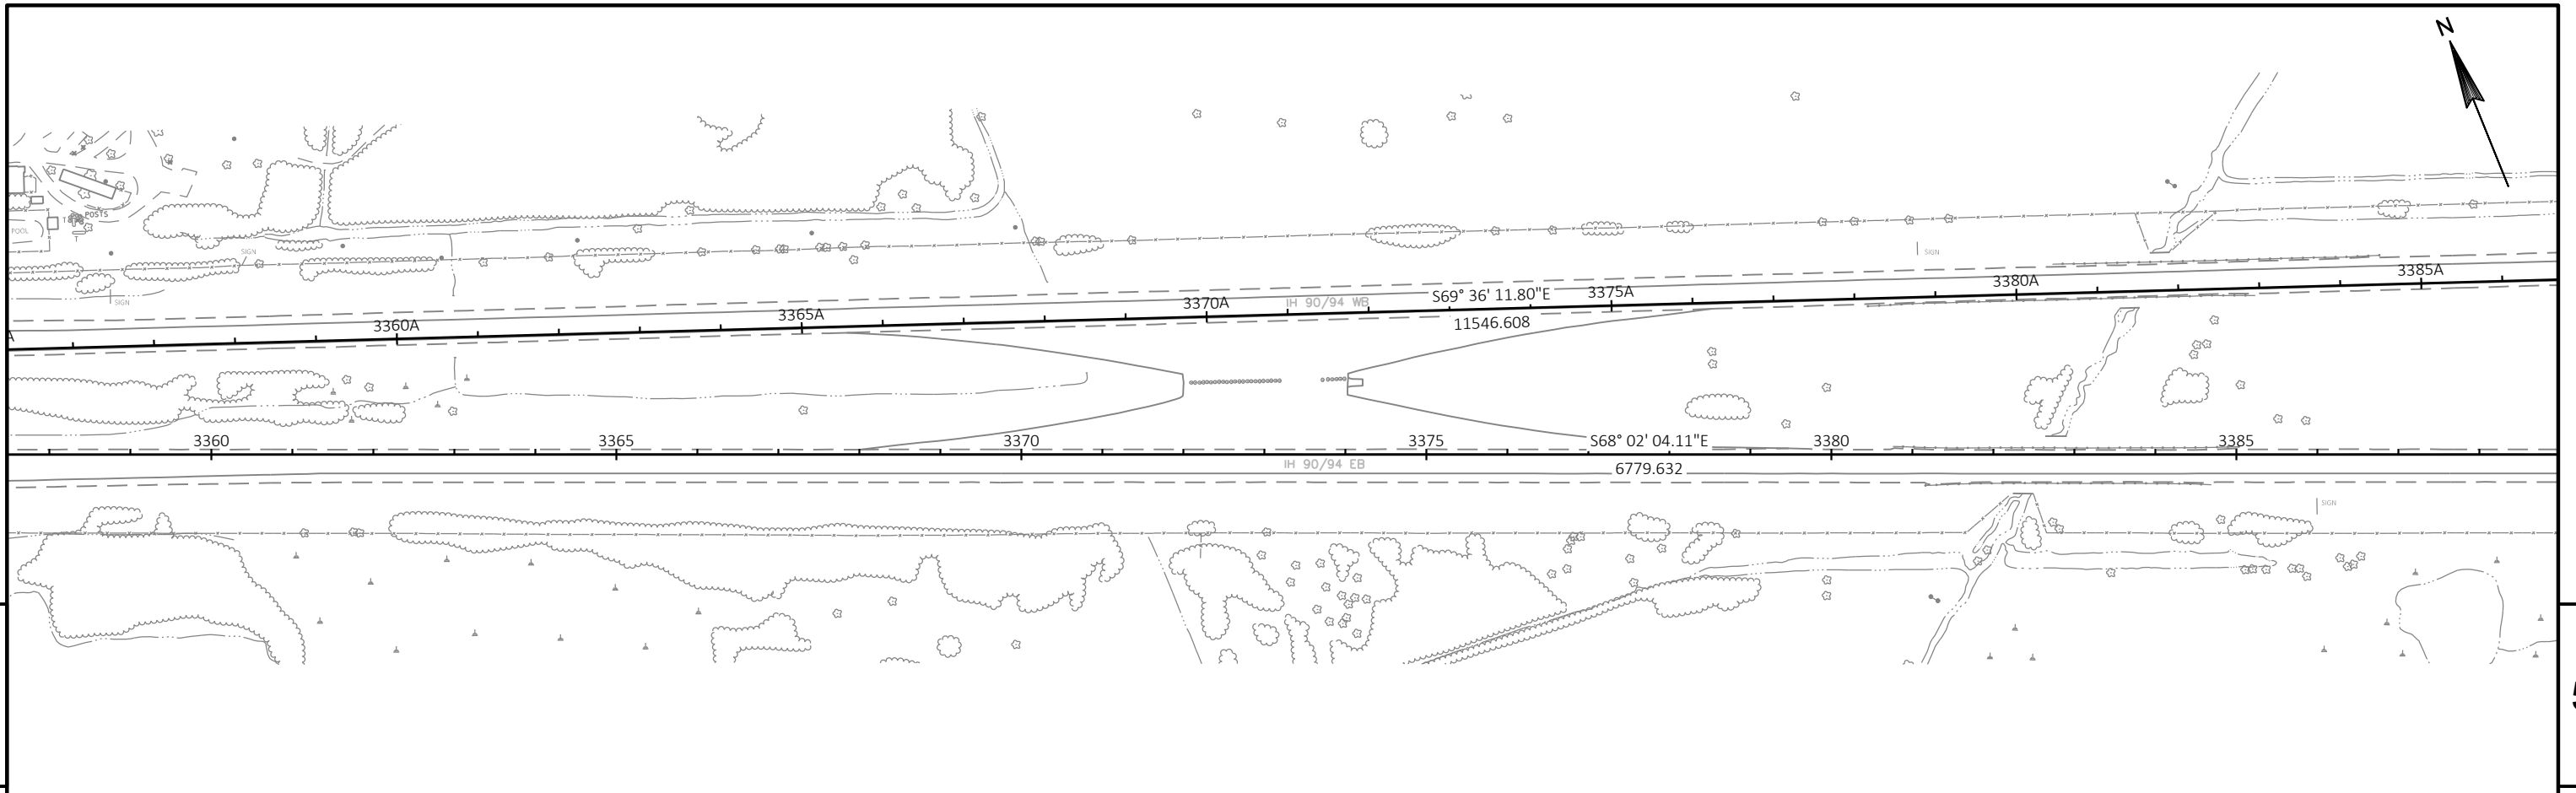 N
POSTS
POOL
SIGN
SIGN
SIGN
3385A
3380A
S69° 36' 11.80"E
3375A
IH 90/94 WB
3370A
3365A
11546.608
3360A
A
3360
3365
3370
3375
S68° 02' 04.11"E
3380
3385
IH 90/94 EB
6779.632
SIGN
T